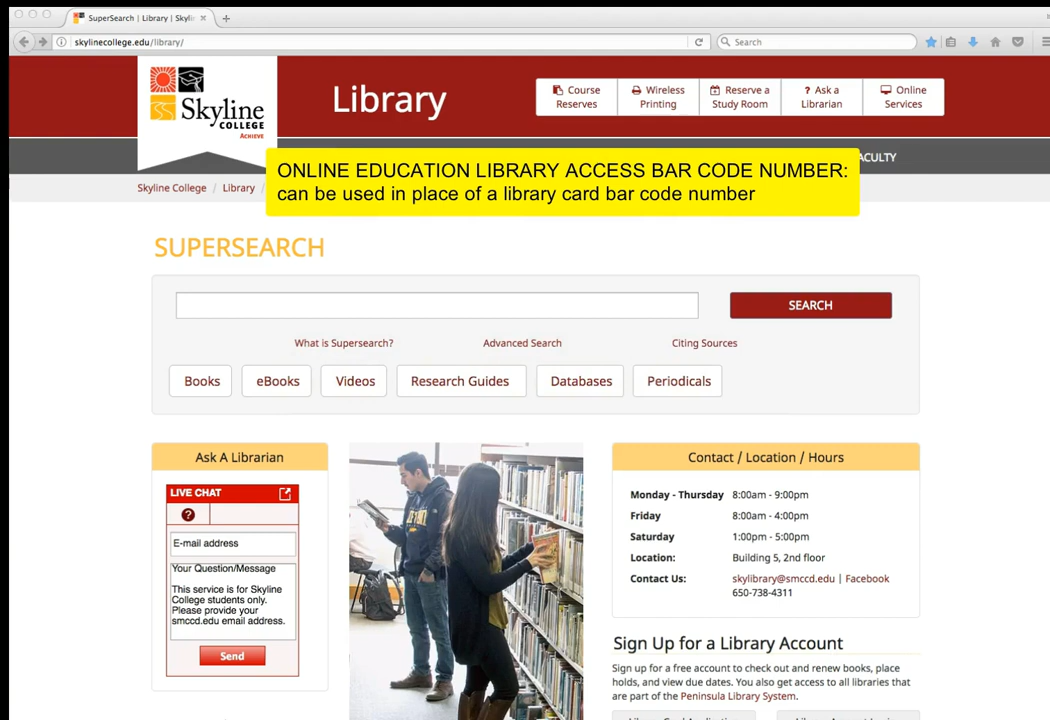 SuperSearch | Library | Skyli
skylinecollege.edu/library/
Search
Skyline
COLLEGE
ACHIEVE
Library
Course Reserves
Wireless Printing
Reserve a Study Room
? Ask a Librarian
Online Services
ACULTY
ONLINE EDUCATION LIBRARY ACCESS BAR CODE NUMBER:
can be used in place of a library card bar code number
Skyline College / Library /
SUPERSEARCH
SEARCH
What is Supersearch?
Advanced Search
Citing Sources
Books
eBooks
Videos
Research Guides
Databases
Periodicals
Ask A Librarian
LIVE CHAT
?
E-mail address
Your Question/Message
This service is for Skyline
College students only.
Please provide your
smccd.edu email address.
Send
Contact / Location / Hours
Monday - Thursday 8:00am - 9:00pm
Friday 8:00am - 4:00pm
Saturday 1:00pm - 5:00pm
Location: Building 5, 2nd floor
Contact Us: skylibrary@smccd.edu | Facebook
650-738-4311
Sign Up for a Library Account
Sign up for a free account to check out and renew books, place
holds, and view due dates. You also get access to all libraries that
are part of the Peninsula Library System.